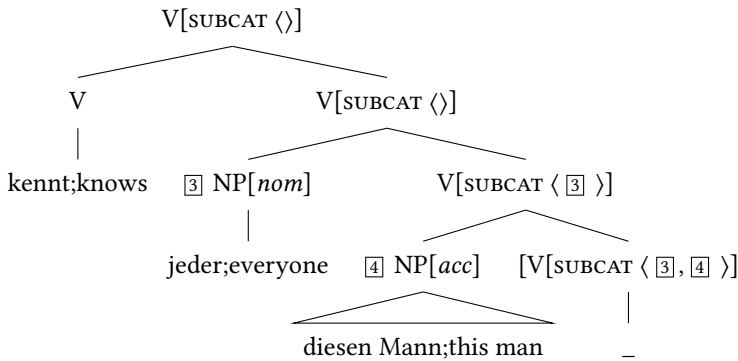 V[SUBCAT ⟨⟩]
V V[SUBCAT ⟨⟩]
kennt;knows 3 NP[nom] V[SUBCAT ⟨ 3 ⟩]
jeder;everyone 4 NP[acc] [V[SUBCAT ⟨ 3 , 4 ⟩]
diesen Mann;this man _